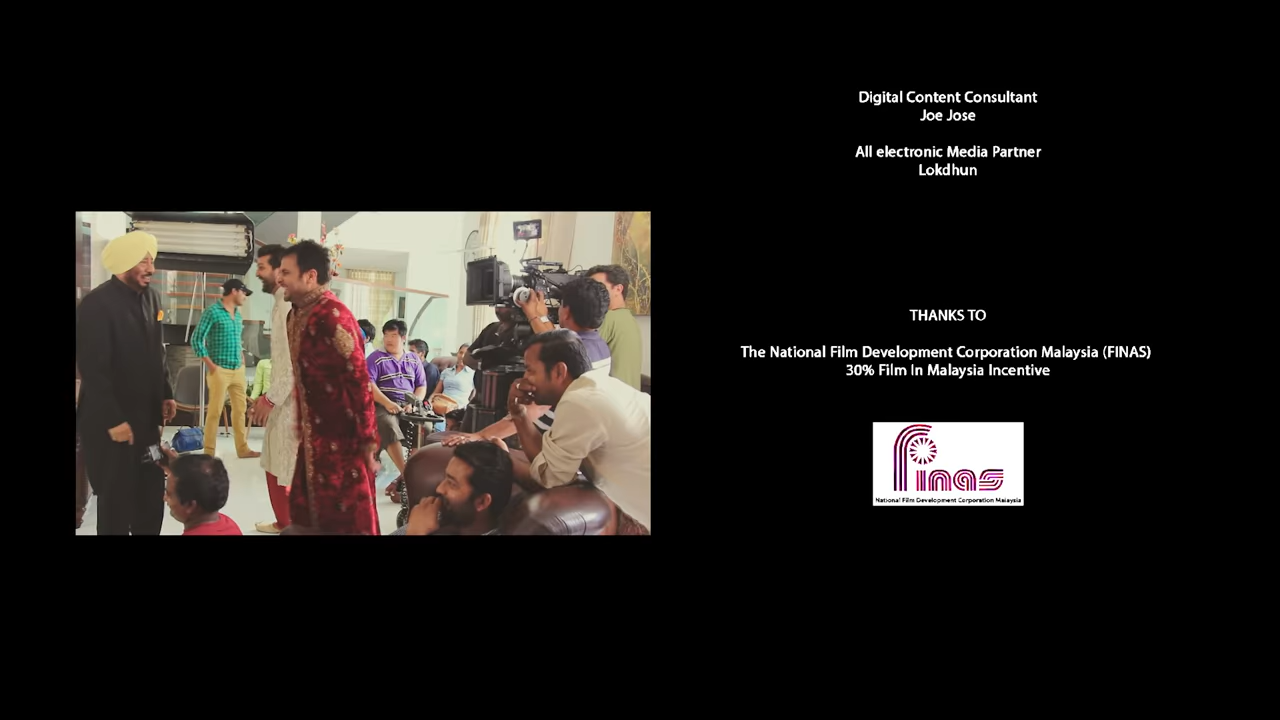 Digital Content Consultant
Joe Jose
All electronic Media Partner
Lokdhun
THANKS TO
The National Film Development Corporation Malaysia (FINAS)
30% Film In Malaysia Incentive
finas
National Film Development Corporation Malaysia